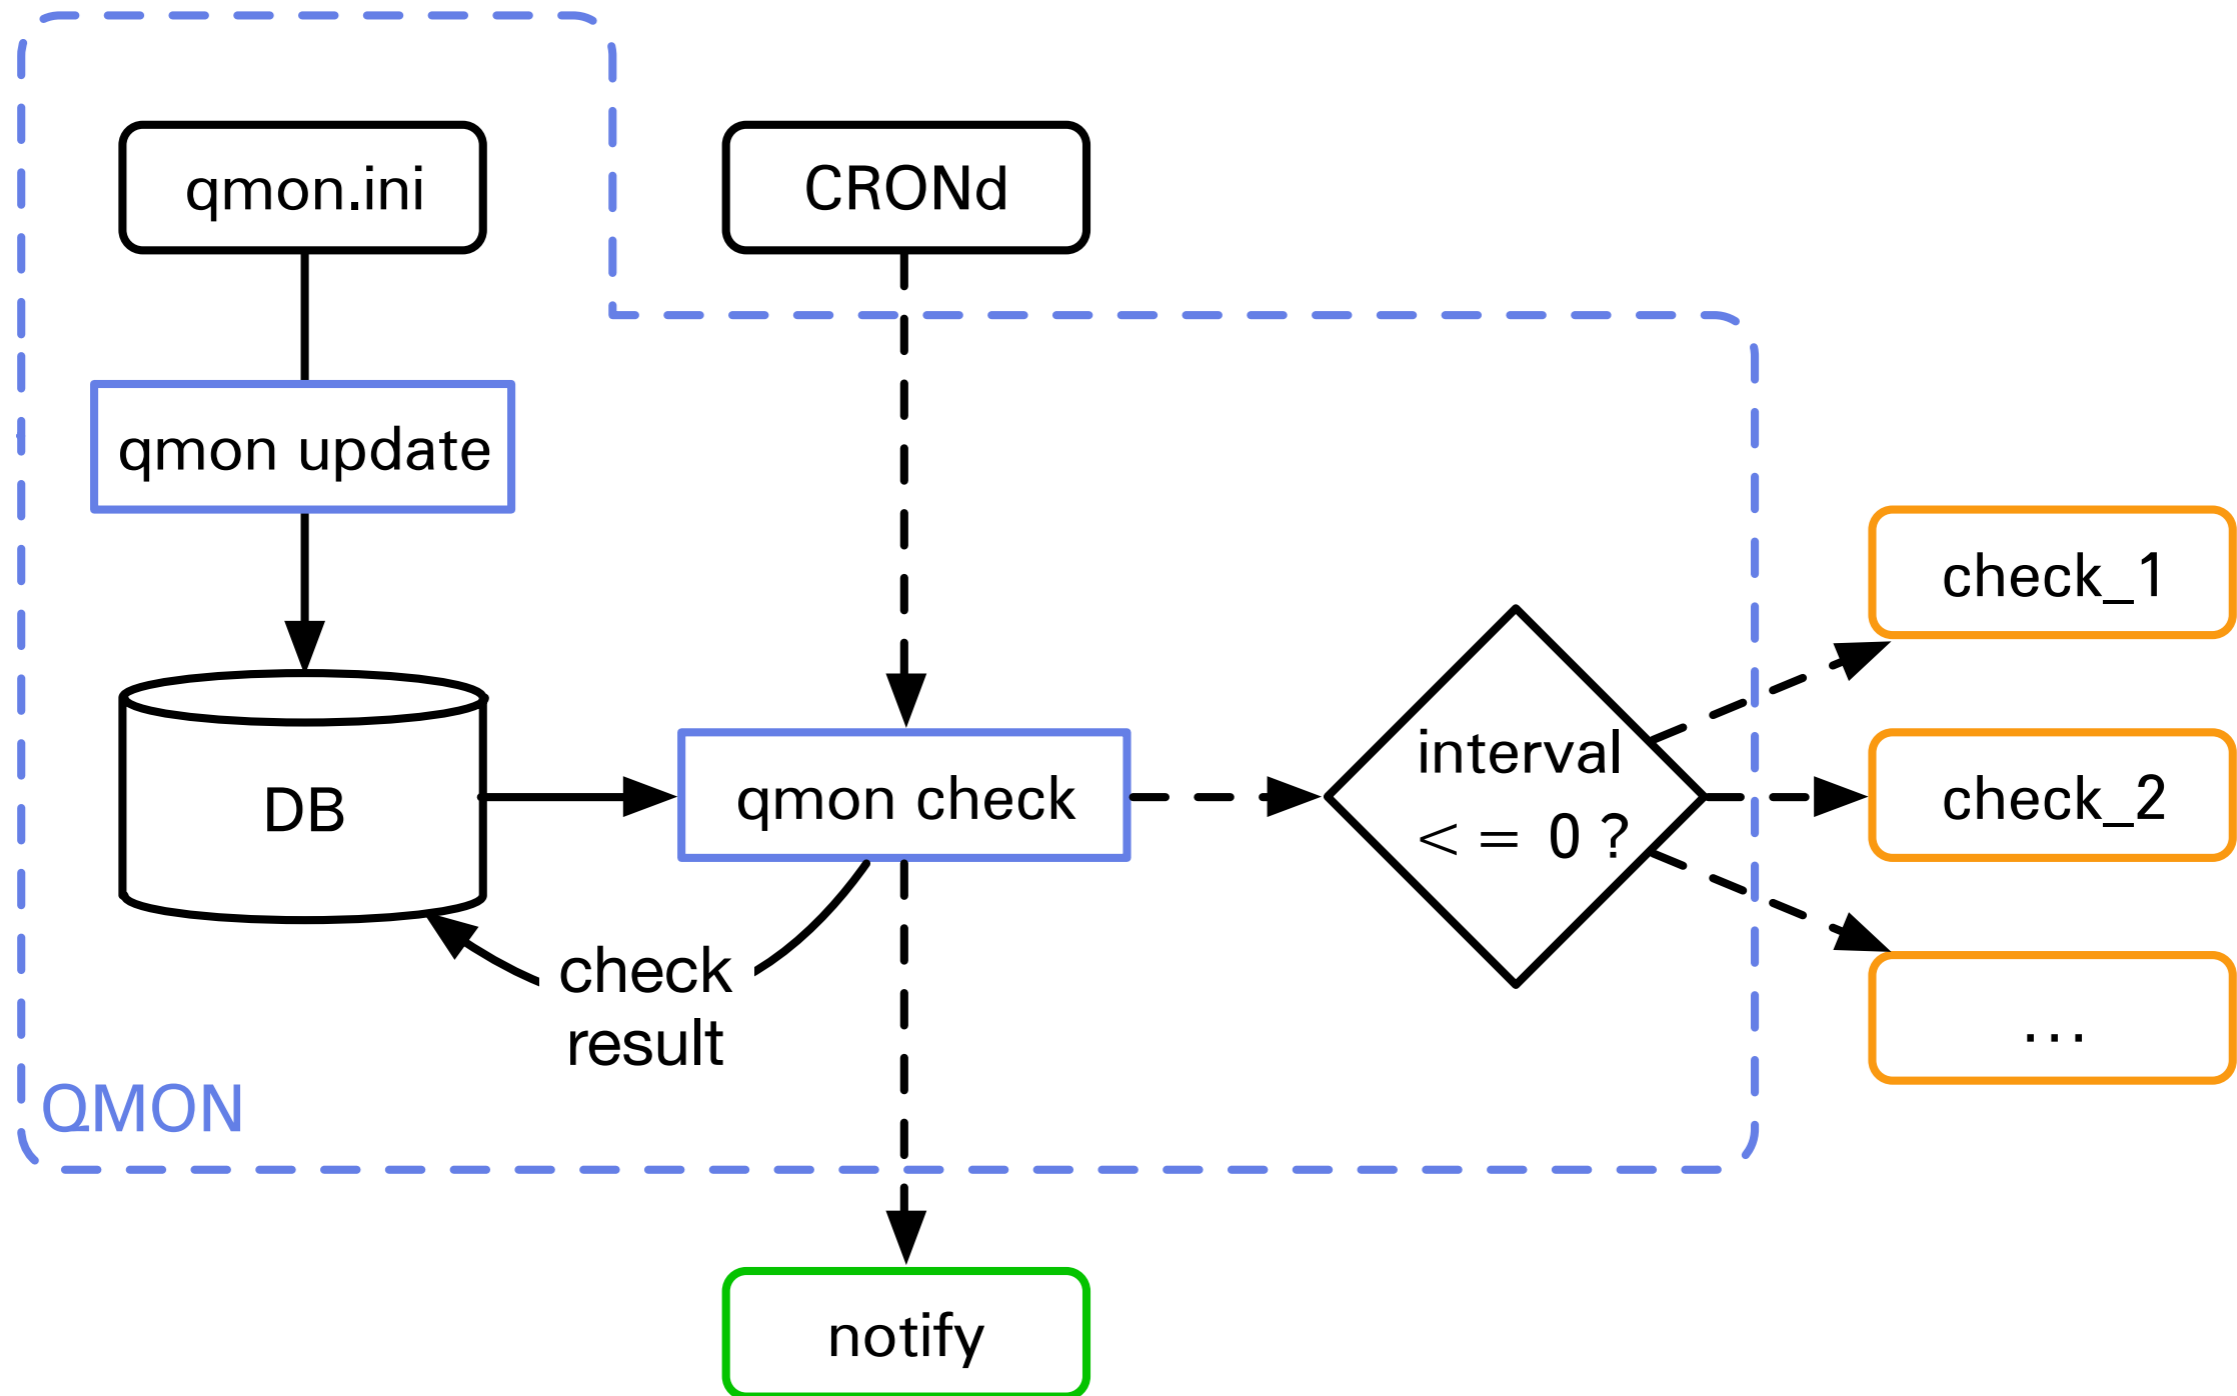 qmon.ini
CRONd
qmon update
check_1
interval
< = 0 ?
check_2
DB
qmon check
check
result
...
QMON
notify